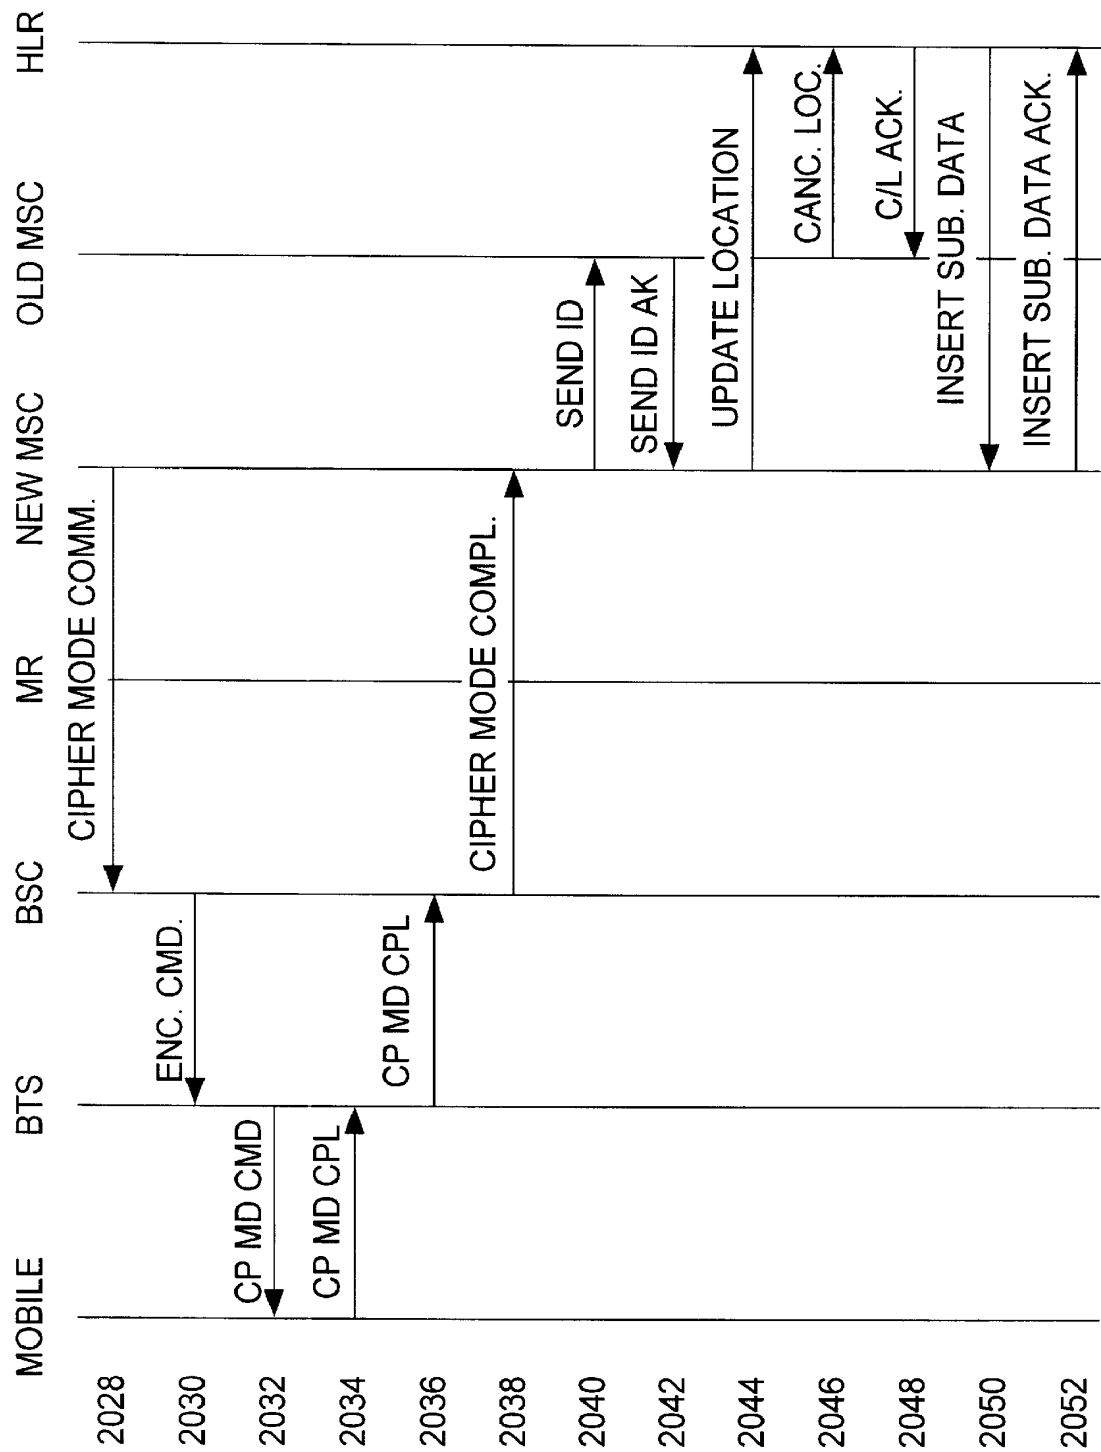 MOBILE
BTS
BSC
MR
NEW MSC
OLD MSC
HLR
2028
CIPHER MODE COMM.
2030
ENC. CMD.
2032
CP MD CMD
2034
CP MD CPL
2036
CP MD CPL
2038
CIPHER MODE COMPL.
2040
SEND ID
2042
SEND ID AK
2044
UPDATE LOCATION
2046
CANC. LOC.
2048
C/L ACK.
2050
INSERT SUB. DATA
2052
INSERT SUB. DATA ACK.